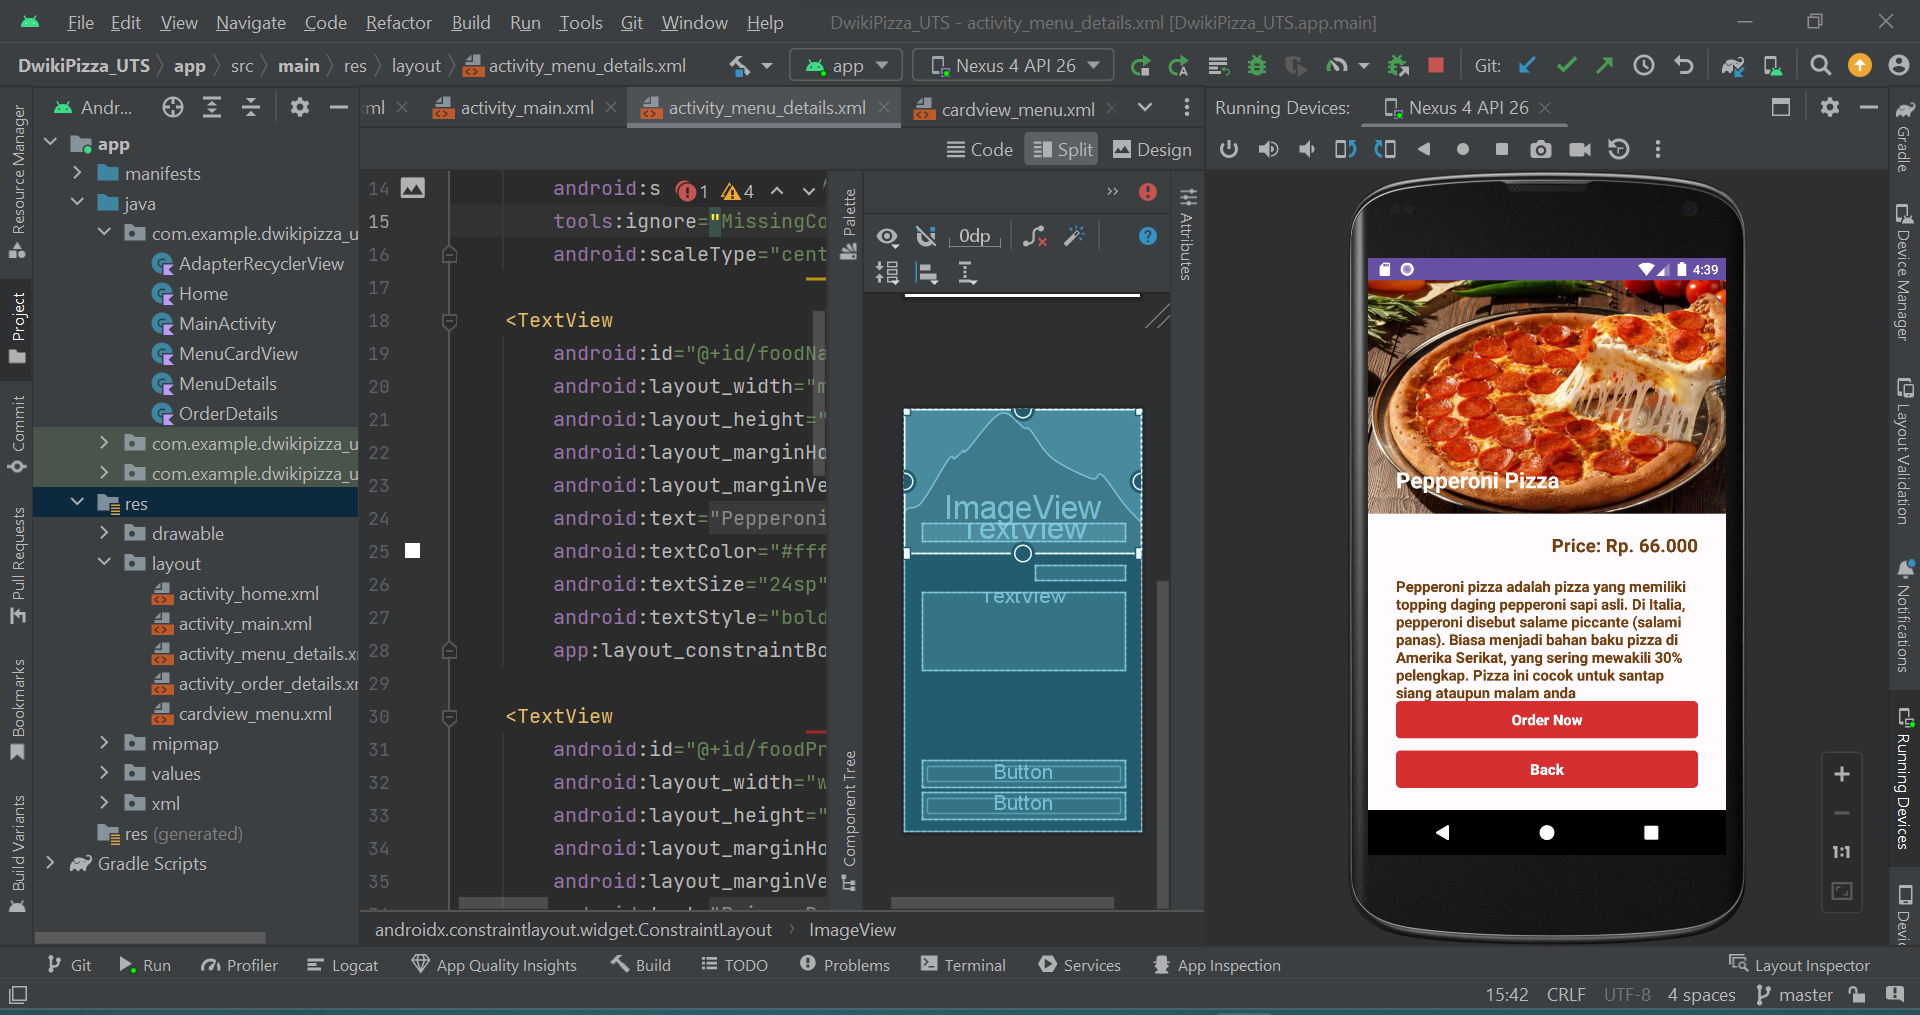 File Edit View Navigate Code Refactor Build Run Tools Git Window Help DwikiPizza_UTS - activity_menu_details.xml [DwikiPizza_UTS.app.main]
DwikiPizza_UTS app src main res layout activity_menu_details.xml app Nexus 4 API 26 Git:
Andr... ml activity_main.xml activity_menu_details.xml cardview_menu.xml Running Devices: Nexus 4 API 26
Code Split Design
Resource Manager
Project
Commit
Pull Requests
Bookmarks
Build Variants
app
manifests
java
com.example.dwikipizza_u
AdapterRecyclerView
Home
MainActivity
MenuCardView
MenuDetails
OrderDetails
com.example.dwikipizza_u
com.example.dwikipizza_u
res
drawable
layout
activity_home.xml
activity_main.xml
activity_menu_details.x
activity_order_details.x
cardview_menu.xml
mipmap
values
xml
res (generated)
Gradle Scripts
1 4
14 android:s
15 tools:ignore="MissingCo
16 android:scaleType="cent
17
18 <TextView
19 android:id="@+id/foodNa
20 android:layout_width="m
21 android:layout_height="
22 android:layout_marginHo
23 android:layout_marginVe
24 android:text="Pepperoni
25 android:textColor="#fff
26 android:textSize="24sp"
27 android:textStyle="bold
28 app:layout_constraintBo
29
30 <TextView
31 android:id="@+id/foodPr
32 android:layout_width="w
33 android:layout_height="
34 android:layout_marginHo
35 android:layout_marginVe
Palette
Component Tree
Attributes
0dp
ImageView
TextView
TextView
Button
Button
androidx.constraintlayout.widget.ConstraintLayout ImageView
4:39
Pepperoni Pizza
Price: Rp. 66.000
Pepperoni pizza adalah pizza yang memiliki
topping daging pepperoni sapi asli. Di Italia,
pepperoni disebut salame piccante (salami
panas). Biasa menjadi bahan baku pizza di
Amerika Serikat, yang sering mewakili 30%
pelengkap. Pizza ini cocok untuk santap
siang ataupun malam anda
Order Now
Back
1:1
Gradle
Device Manager
Layout Validation
Notifications
Running Devices
Devic
Git Run Profiler Logcat App Quality Insights Build TODO Problems Terminal Services App Inspection Layout Inspector
15:42 CRLF UTF-8 4 spaces master